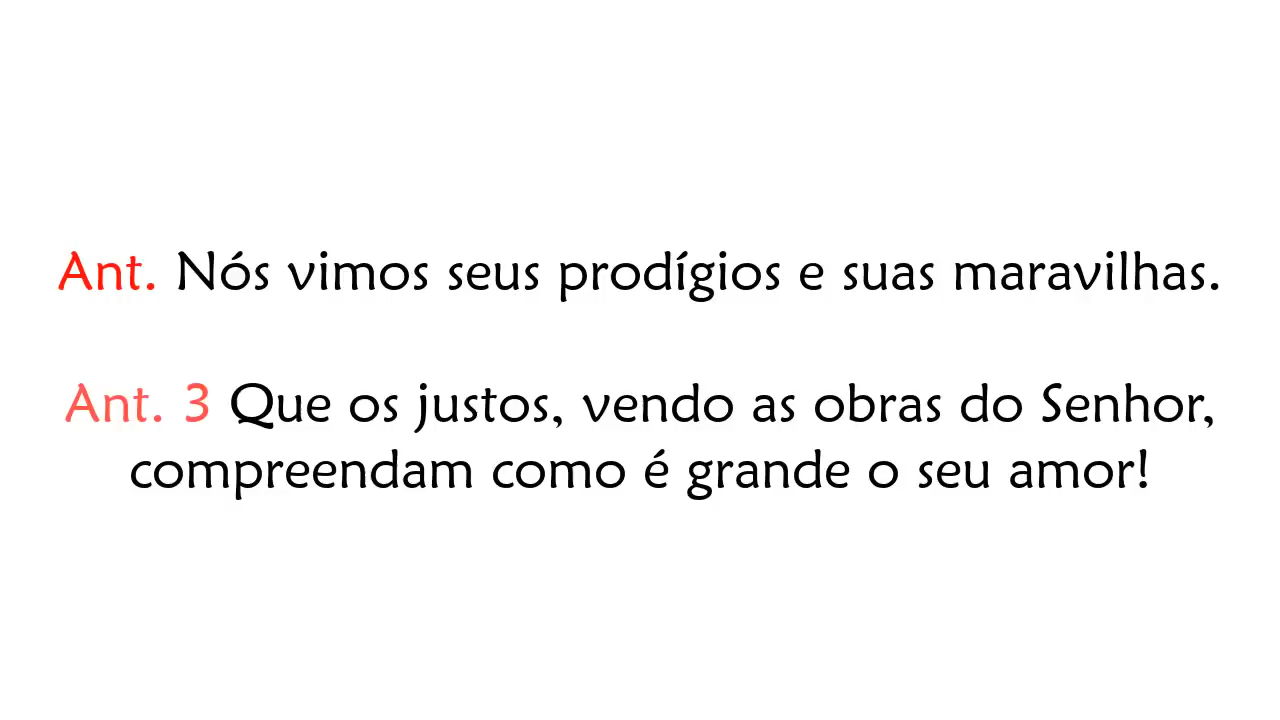 Ant. Nós vimos seus prodígios e suas maravilhas.
Ant. 3 Que os justos, vendo as obras do Senhor,
compreendam como é grande o seu amor!